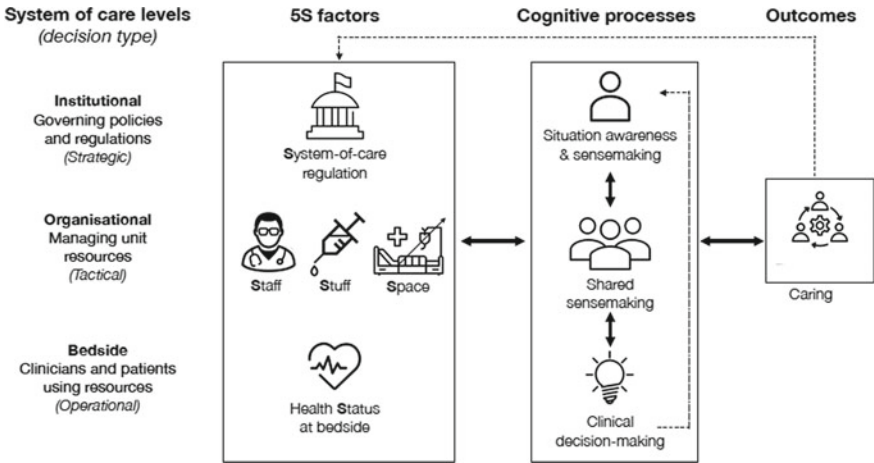 System of care levels
(decision type)
5S factors
Cognitive processes
Outcomes
Institutional
Governing policies
and regulations
(Strategic)
System-of-care
regulation
Situation awareness
& sensemaking
Organisational
Managing unit
resources
(Tactical)
Staff
Stuff
Space
Shared
sensemaking
Caring
Bedside
Clinicians and patients
using resources
(Operational)
Health Status
at bedside
Clinical
decision-making